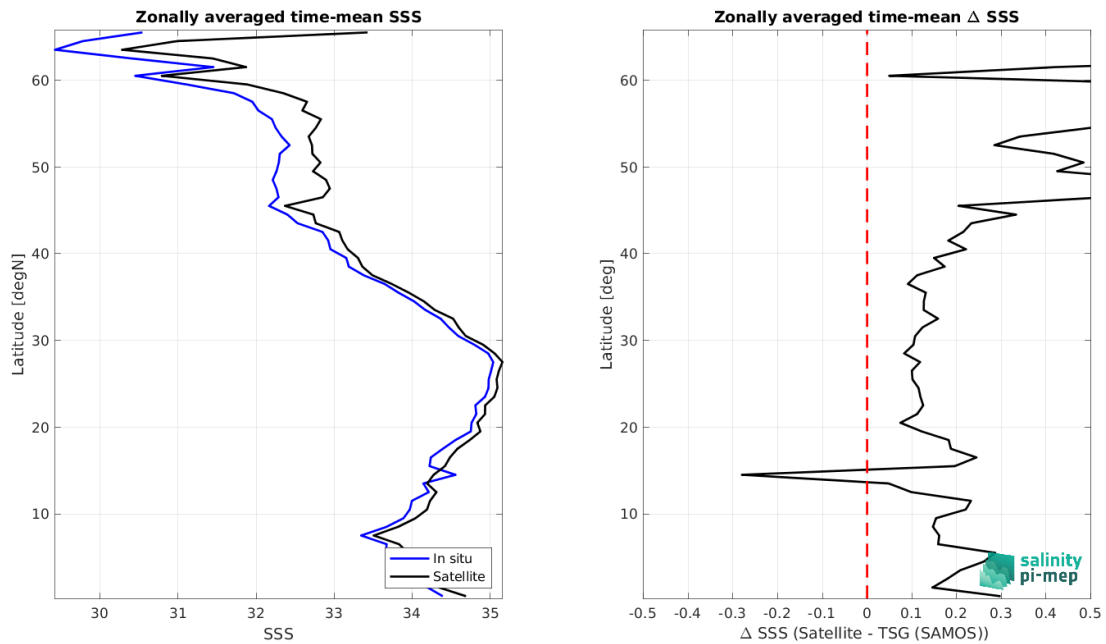 Zonally averaged time-mean SSS
Latitude [degN]
60
50
40
30
20
10
30
31
32
33
34
35
SSS
In situ
Satellite
Zonally averaged time-mean Δ SSS
Latitude [deg]
60
50
40
30
20
10
-0.5
-0.4
-0.3
-0.2
-0.1
0
0.1
0.2
0.3
0.4
0.5
Δ SSS (Satellite - TSG (SAMOS))
salinity
pi-mep